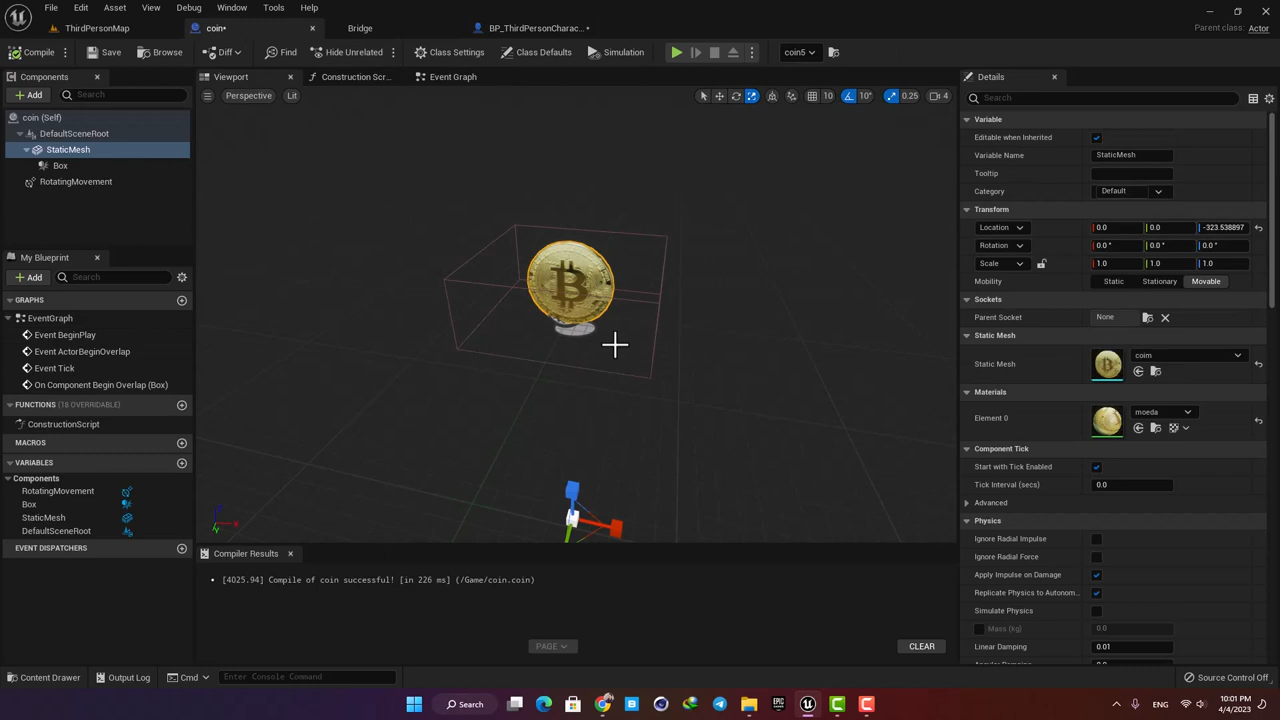 File Edit Asset View Debug Window Tools Help
ThirdPersonMap
coin•
Bridge
BP_ThirdPersonCharac...•
Parent class: Actor
Compile
Save
Browse
Diff
Find
Hide Unrelated
Class Settings
Class Defaults
Simulation
coin5
Components
Viewport
Construction Scr...
Event Graph
Details
Add
Search
Perspective
Lit
10
10°
0.25
4
Search
coin (Self)
DefaultSceneRoot
StaticMesh
Box
RotatingMovement
My Blueprint
Add
Search
GRAPHS
EventGraph
Event BeginPlay
Event ActorBeginOverlap
Event Tick
On Component Begin Overlap (Box)
FUNCTIONS (18 OVERRIDABLE)
ConstructionScript
MACROS
VARIABLES
Components
RotatingMovement
Box
StaticMesh
DefaultSceneRoot
EVENT DISPATCHERS
Variable
Editable when Inherited
Variable Name StaticMesh
Tooltip
Category Default
Transform
Location 0.0 0.0 -323.538897
Rotation 0.0 ° 0.0 ° 0.0 °
Scale 1.0 1.0 1.0
Mobility Static Stationary Movable
Sockets
Parent Socket None
Static Mesh
Static Mesh coim
Materials
Element 0 moeda
Component Tick
Start with Tick Enabled
Tick Interval (secs) 0.0
Advanced
Physics
Ignore Radial Impulse
Ignore Radial Force
Apply Impulse on Damage
Replicate Physics to Autonom...
Simulate Physics
Mass (kg) 0.0
Linear Damping 0.01
Compiler Results
• [4025.94] Compile of coin successful! [in 226 ms] (/Game/coin.coin)
PAGE
CLEAR
Content Drawer
Output Log
Cmd
Enter Console Command
Source Control Off
Search
10:01 PM
4/4/2023